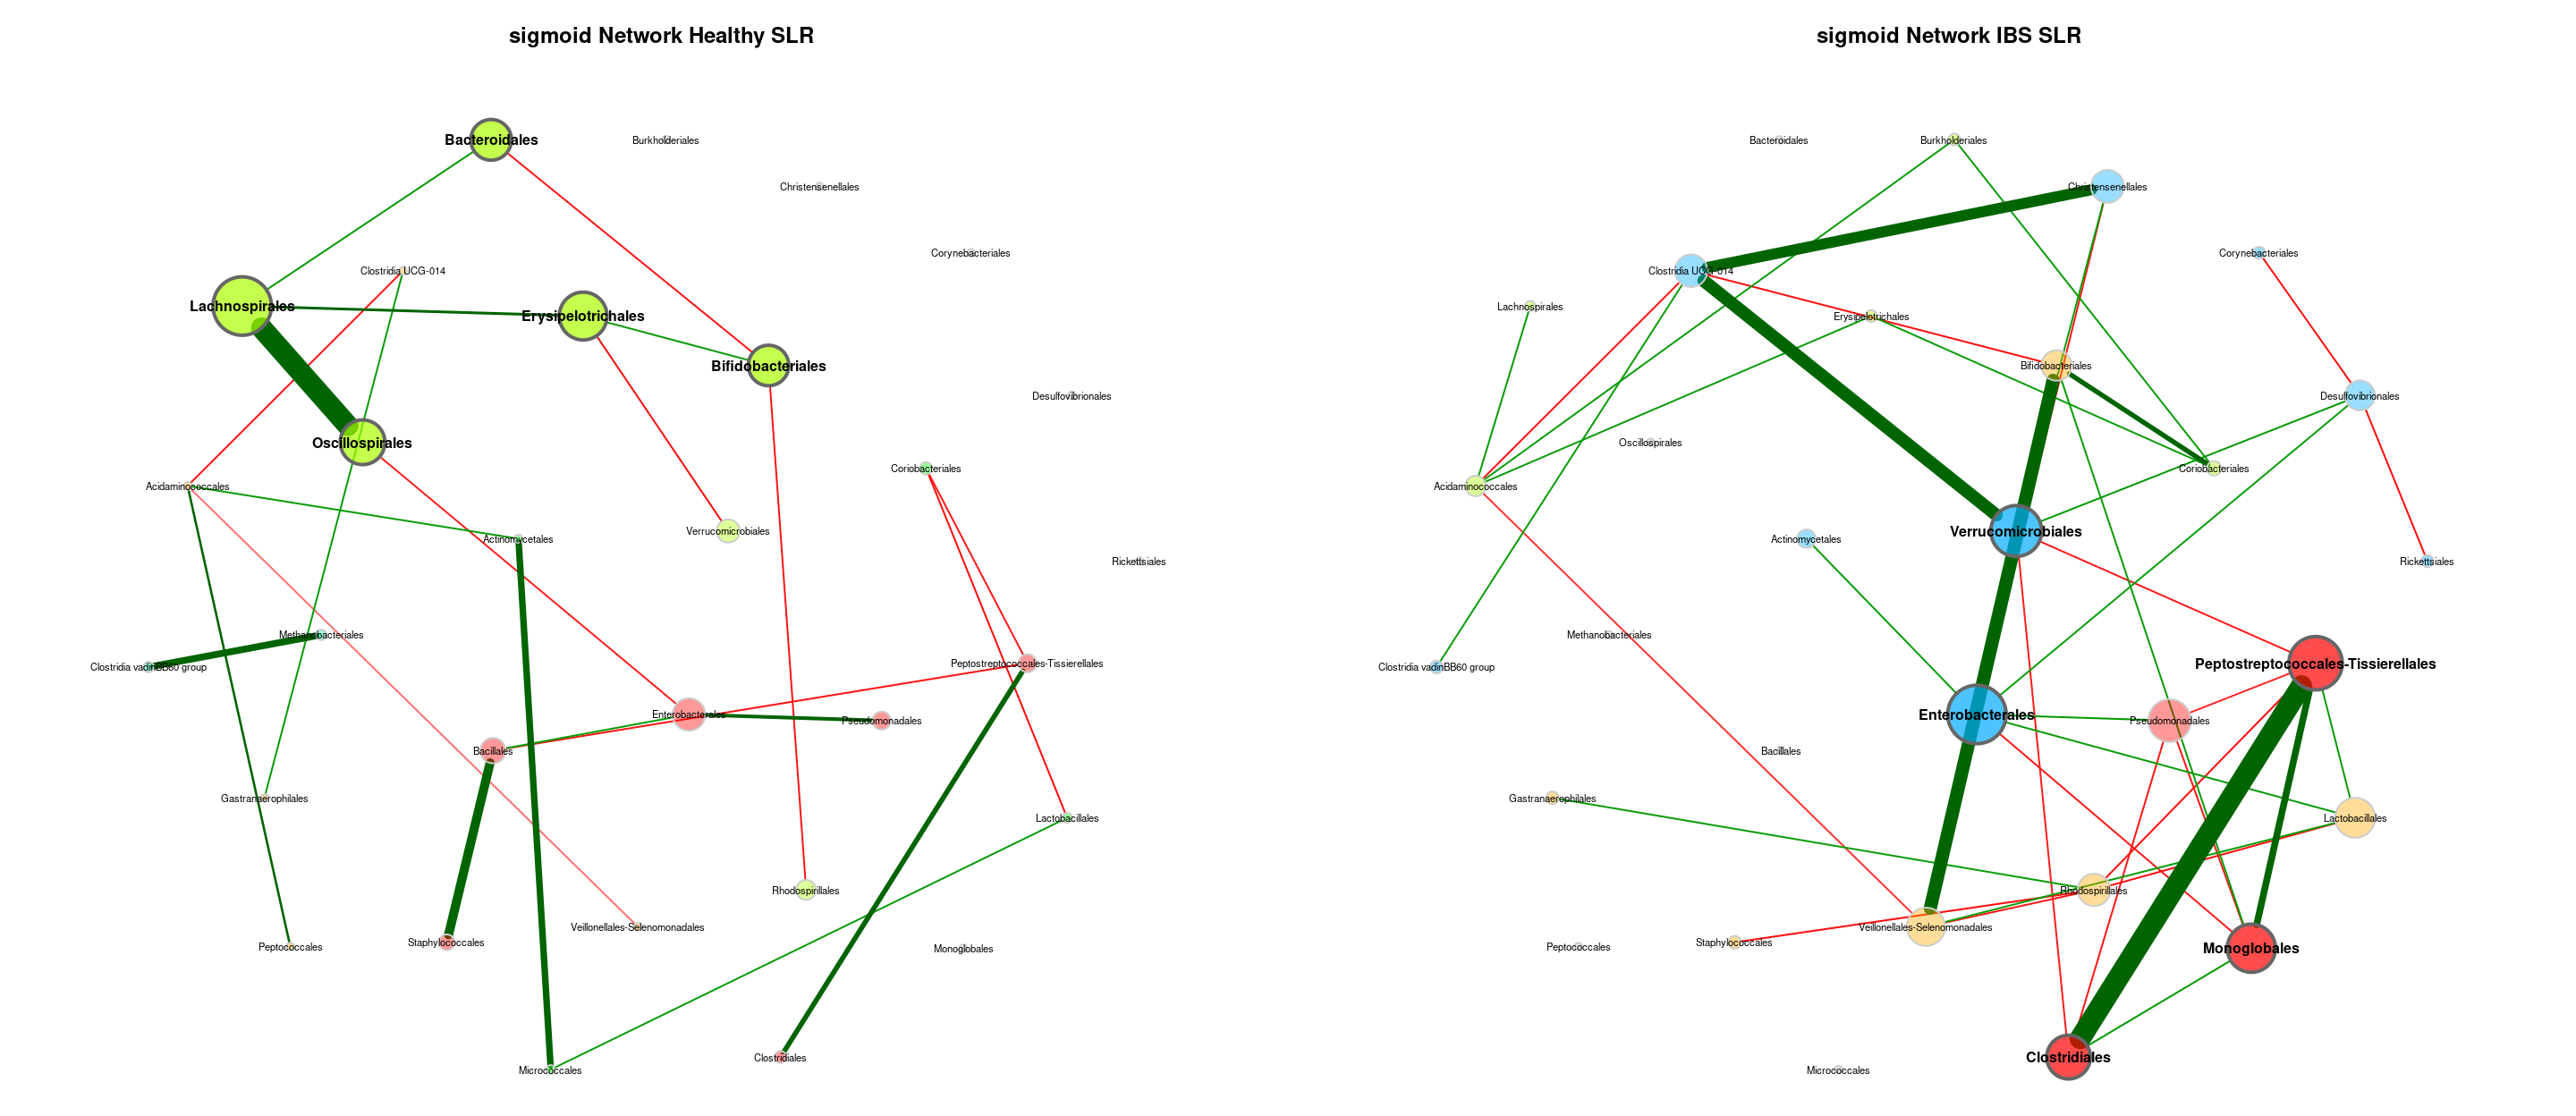 sigmoid Network Healthy SLR
Bacteroidales
Burkholderiales
Christensenellales
Corynebacteriales
Clostridia UCG-014
Lachnospirales
Erysipelotrichales
Bifidobacteriales
Desulfovibrionales
Oscillospirales
Coriobacteriales
Acidaminococcales
Verrucomicrobiales
Actinomycetales
Rickettsiales
Methanobacteriales
Clostridia vadinBB60 group
Peptostreptococcales-Tissierellales
Enterobacterales
Pseudomonadales
Bacillales
Gastranaerophilales
Lactobacillales
Rhodospirillales
Veillonellales-Selenomonadales
Staphylococcales
Peptococcales
Monoglobales
Clostridiales
Micrococcales
sigmoid Network IBS SLR
Bacteroidales
Burkholderiales
Christensenellales
Corynebacteriales
Clostridia UCG-014
Lachnospirales
Erysipelotrichales
Bifidobacteriales
Desulfovibrionales
Oscillospirales
Coriobacteriales
Acidaminococcales
Verrucomicrobiales
Actinomycetales
Rickettsiales
Methanobacteriales
Clostridia vadinBB60 group
Peptostreptococcales-Tissierellales
Enterobacterales
Pseudomonadales
Bacillales
Gastranaerophilales
Lactobacillales
Rhodospirillales
Veillonellales-Selenomonadales
Staphylococcales
Peptococcales
Monoglobales
Clostridiales
Micrococcales